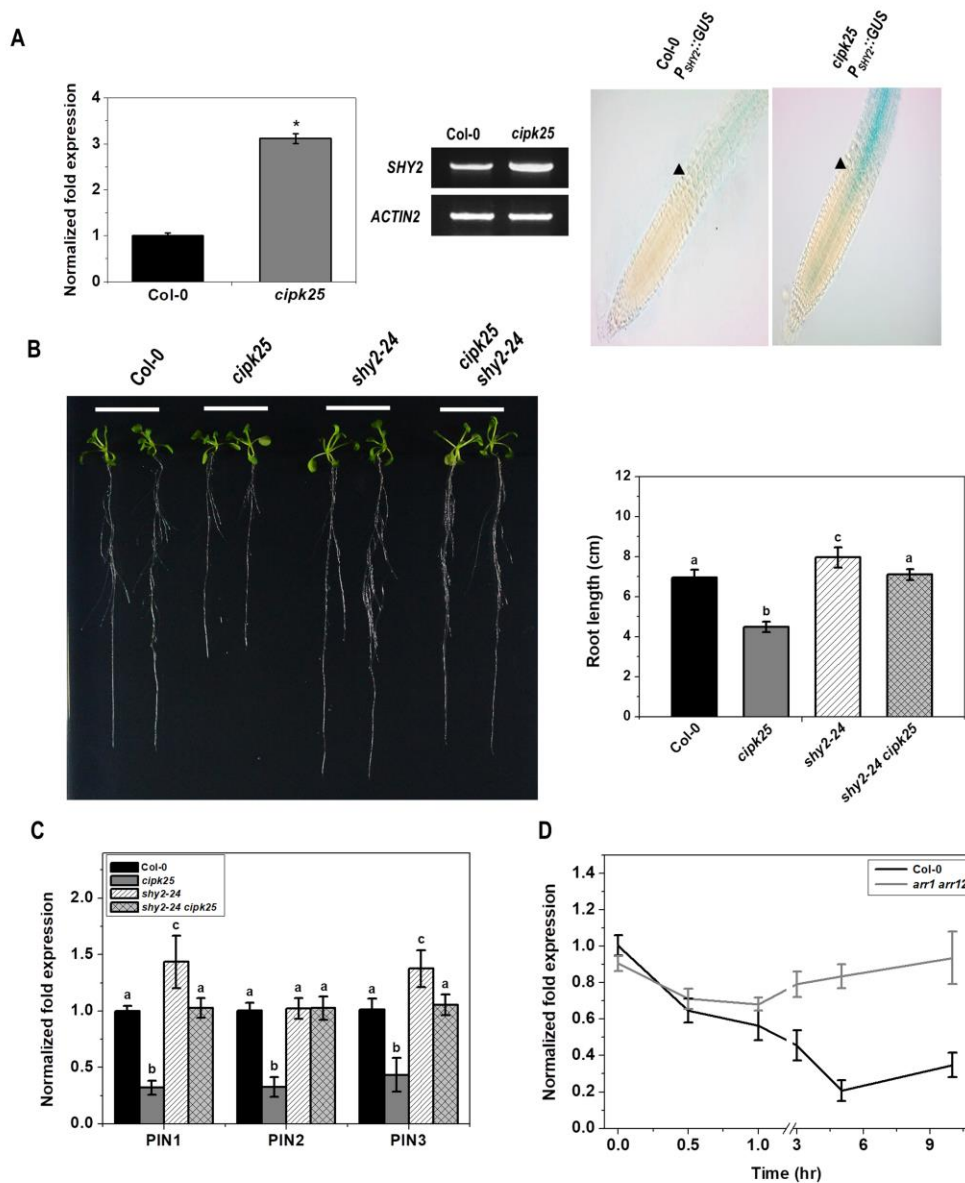 A
Normalized fold expression
4
3
2
1
0
Col-0
cipk25
*
Col-0 cipk25
SHY2
ACTIN2
Col-0
P_SHY2::GUS
cipk25
P_SHY2::GUS
B
Col-0
cipk25
shy2-24
cipk25
shy2-24
Root length (cm)
12
10
8
6
4
2
0
a
b
c
a
Col-0
cipk25
shy2-24
shy2-24 cipk25
C
Normalized fold expression
2.0
1.5
1.0
0.5
0.0
Col-0
cipk25
shy2-24
shy2-24 cipk25
a b c a
a b a a
a b c a
PIN1 PIN2 PIN3
D
Normalized fold expression
1.4
1.2
1.0
0.8
0.6
0.4
0.2
0.0
Col-0
arr1 arr12
0.0 0.5 1.0 3 6 9
Time (hr)